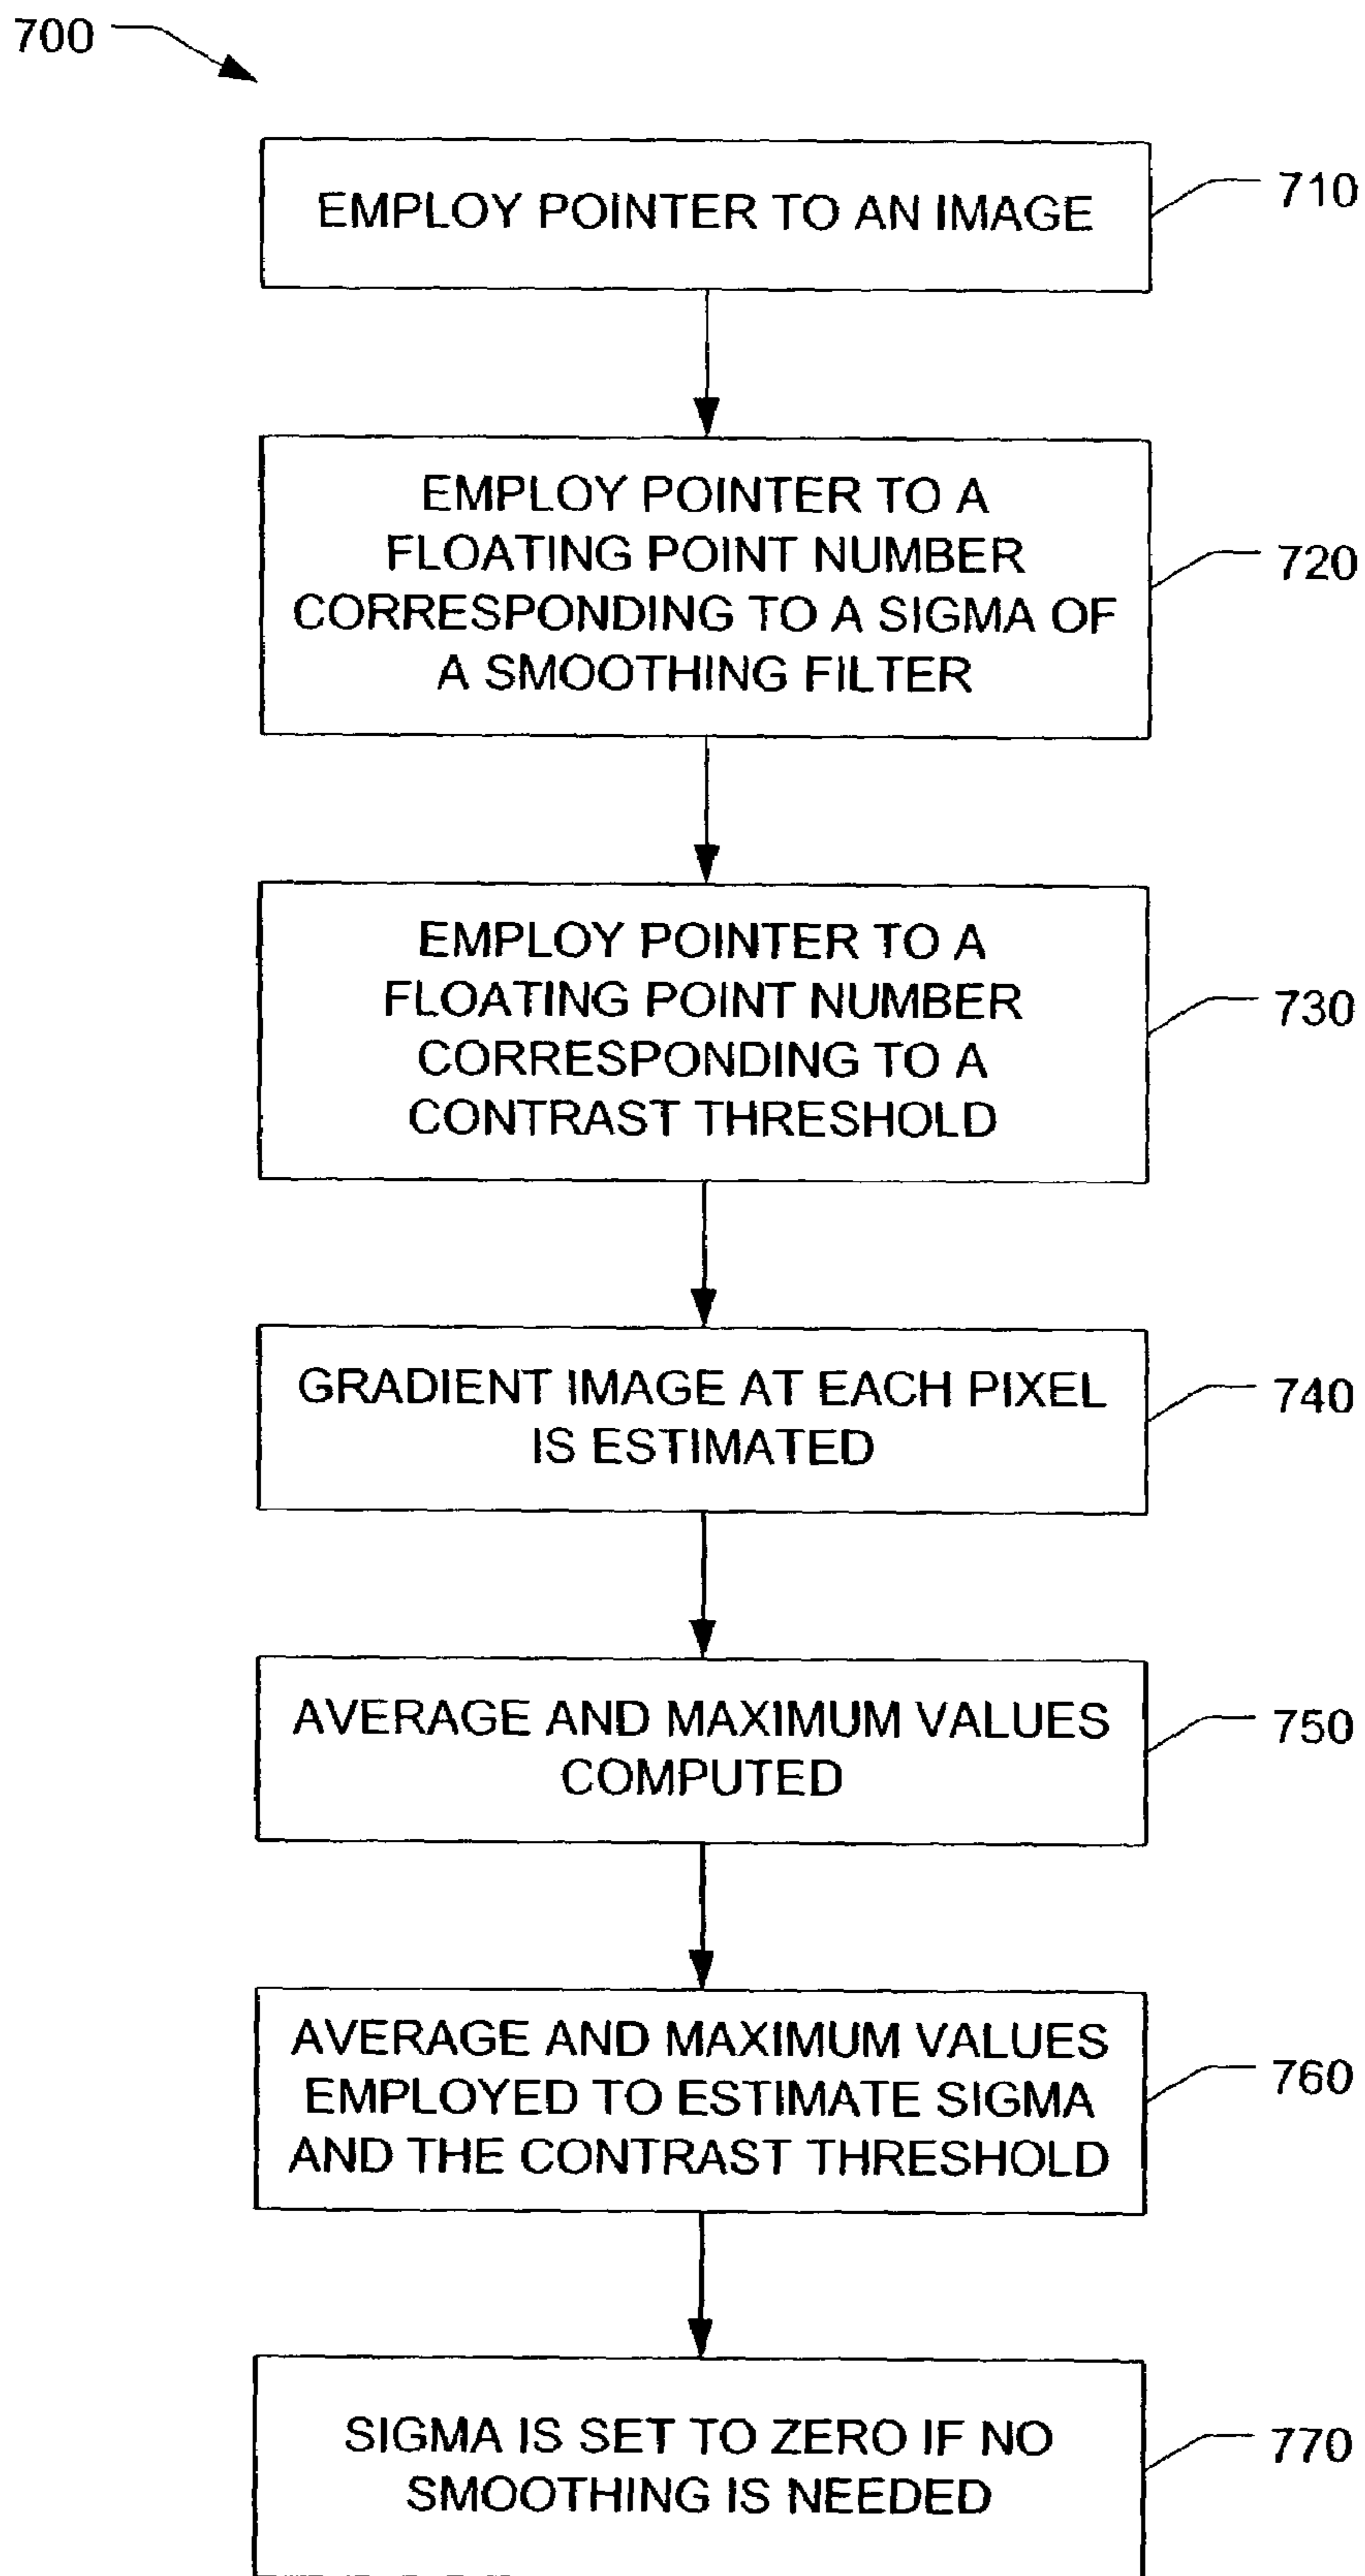 700
EMPLOY POINTER TO AN IMAGE
710
EMPLOY POINTER TO A
FLOATING POINT NUMBER
CORRESPONDING TO A SIGMA OF
A SMOOTHING FILTER
720
EMPLOY POINTER TO A
FLOATING POINT NUMBER
CORRESPONDING TO A
CONTRAST THRESHOLD
730
GRADIENT IMAGE AT EACH PIXEL
IS ESTIMATED
740
AVERAGE AND MAXIMUM VALUES
COMPUTED
750
AVERAGE AND MAXIMUM VALUES
EMPLOYED TO ESTIMATE SIGMA
AND THE CONTRAST THRESHOLD
760
SIGMA IS SET TO ZERO IF NO
SMOOTHING IS NEEDED
770